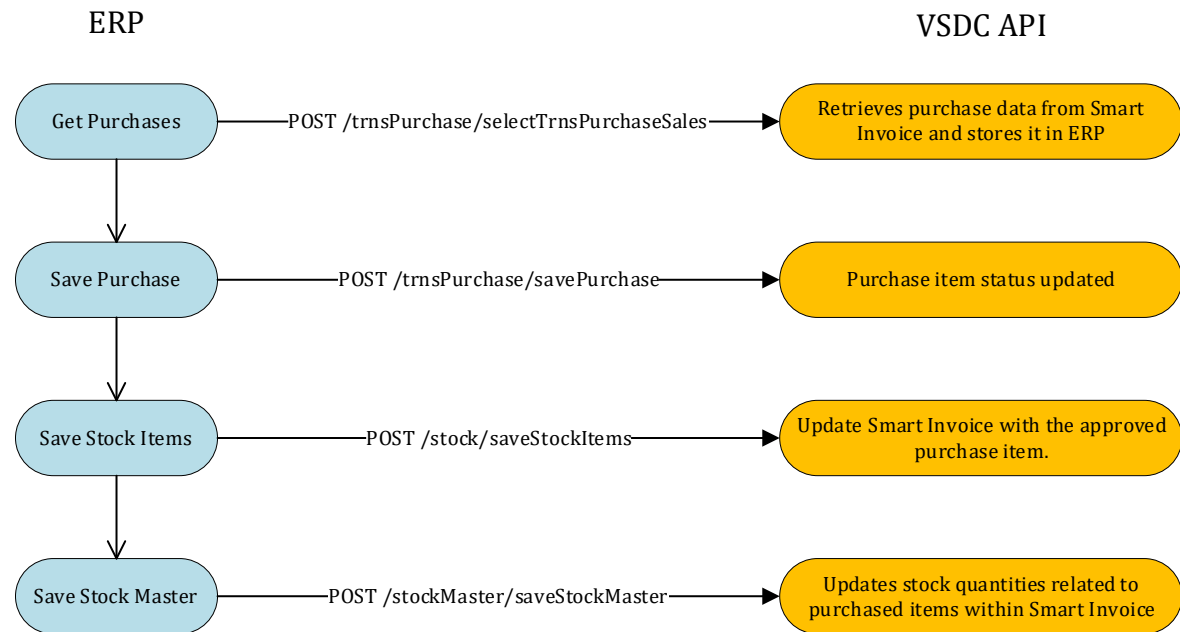 ERP
VSDC API
Get Purchases
POST /trnsPurchase/selectTrnsPurchaseSales
Retrieves purchase data from Smart
Invoice and stores it in ERP
Save Purchase
POST /trnsPurchase/savePurchase
Purchase item status updated
Save Stock Items
POST /stock/saveStockItems
Update Smart Invoice with the approved
purchase item.
Save Stock Master
POST /stockMaster/saveStockMaster
Updates stock quantities related to
purchased items within Smart Invoice